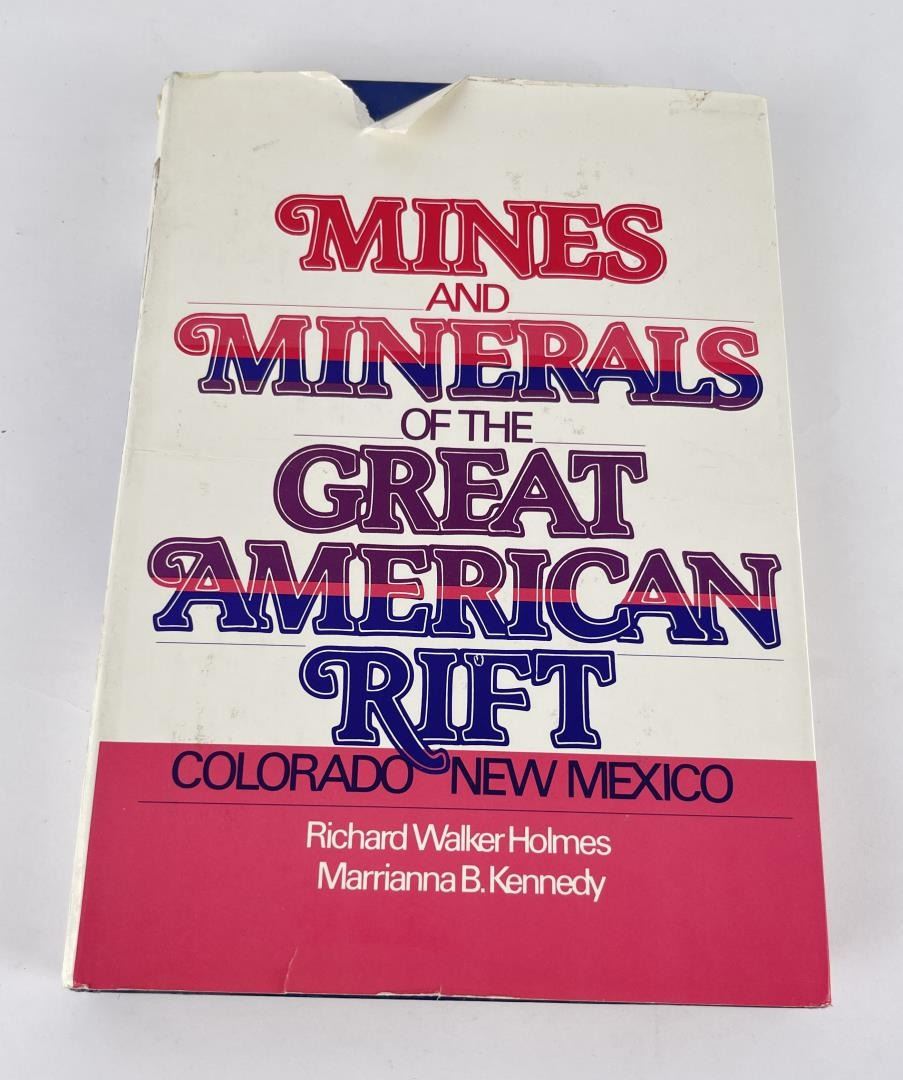 MINES
AND
MINERALS
OF THE
GREAT
AMERICAN
RIFT
COLORADO NEW MEXICO
Richard Walker Holmes
Marrianna B. Kennedy